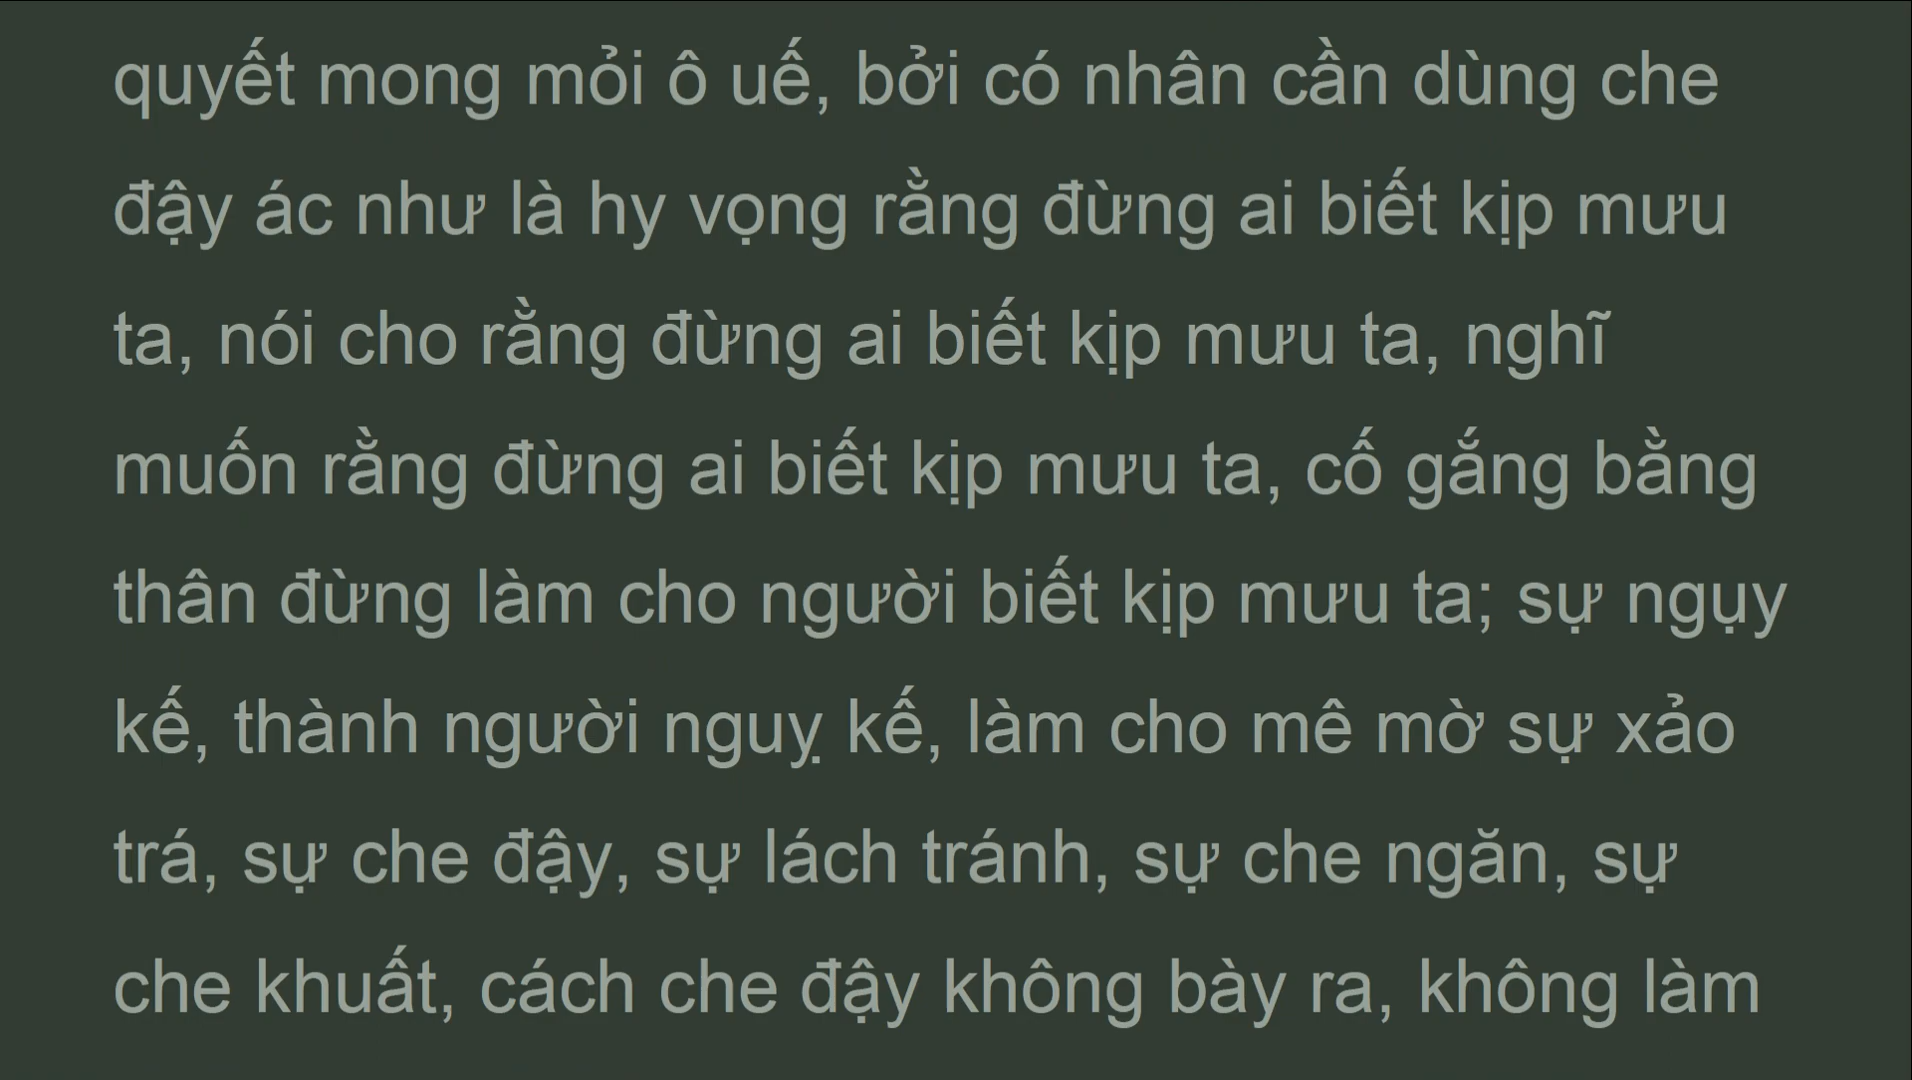 quyết mong mỏi ô uế, bởi có nhân cần dùng che
đậy ác như là hy vọng rằng đừng ai biết kịp mưu
ta, nói cho rằng đừng ai biết kịp mưu ta, nghĩ
muốn rằng đừng ai biết kịp mưu ta, cố gắng bằng
thân đừng làm cho người biết kịp mưu ta; sự ngụy
kế, thành người nguỵ kế, làm cho mê mờ sự xảo
trá, sự che đậy, sự lách tránh, sự che ngăn, sự
che khuất, cách che đậy không bày ra, không làm